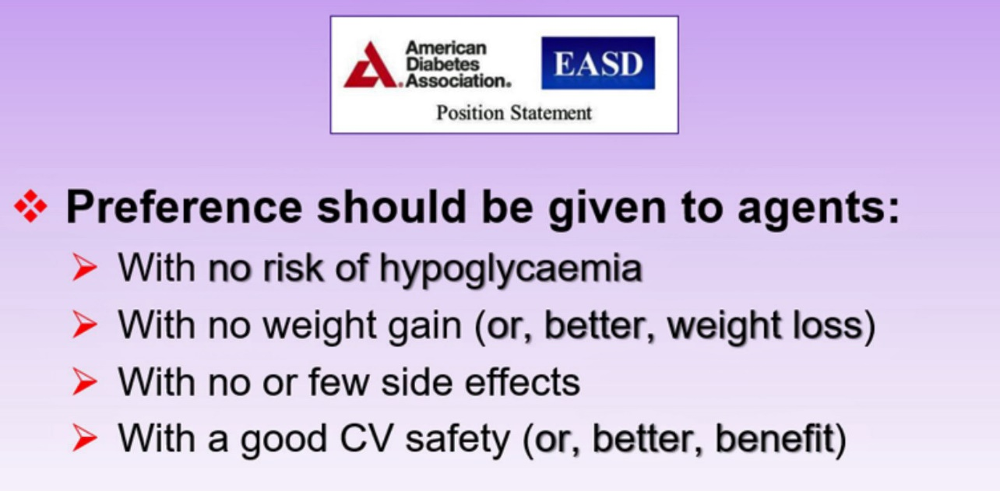 American
Diabetes
Association.
EASD
Position Statement
Preference should be given to agents:
With no risk of hypoglycaemia
With no weight gain (or, better, weight loss)
With no or few side effects
With a good CV safety (or, better, benefit)